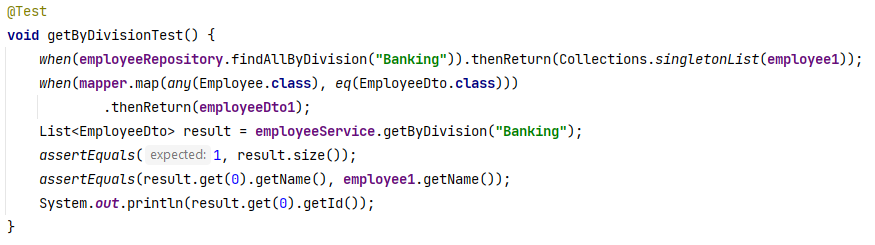 @Test
void getByDivisionTest() {
    when(employeeRepository.findAllByDivision("Banking")).thenReturn(Collections.singletonList(employee1));
    when(mapper.map(any(Employee.class), eq(EmployeeDto.class)))
            .thenReturn(employeeDto1);
    List<EmployeeDto> result = employeeService.getByDivision("Banking");
    assertEquals( expected: 1, result.size());
    assertEquals(result.get(0).getName(), employee1.getName());
    System.out.println(result.get(0).getId());
}